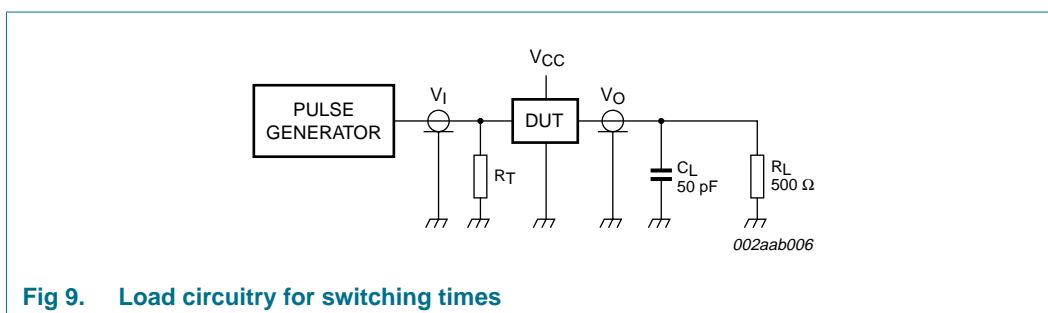 VCC
PULSE
GENERATOR
VI
DUT
VO
RT
CL
50 pF
RL
500 Ω
002aab006
Fig 9. Load circuitry for switching times